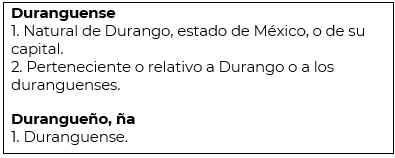 Duranguense
1. Natural de Durango, estado de México, o de su
capital.
2. Perteneciente o relativo a Durango o a los
duranguenses.
Durangueño, ña
1. Duranguense.